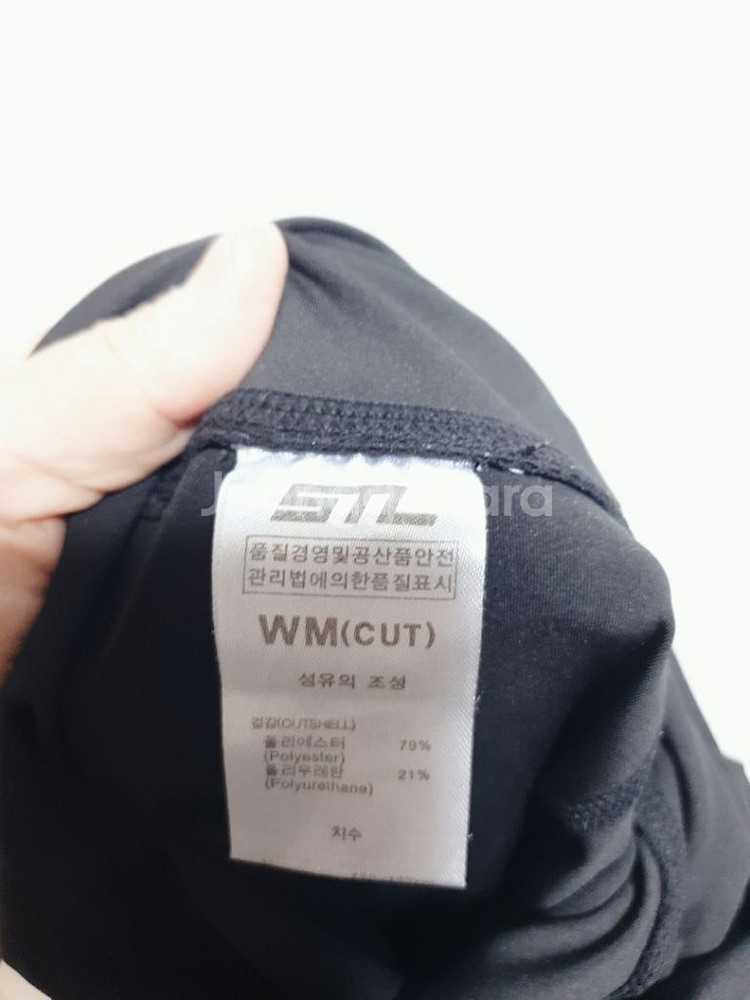 STL
품질경영및공산품안전
관리법에의한품질표시
WM(CUT)
섬유의 조성
겉감(OUTSHELL)
폴리에스터 79%
(Polyester)
폴리우레탄 21%
(Polyurethane)
치수